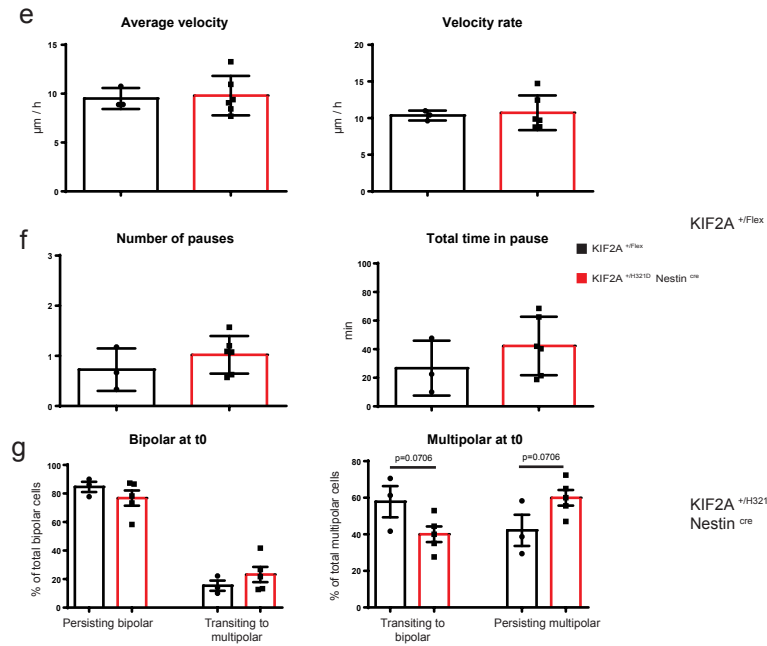 e
Average velocity
Velocity rate
µm / h
15
10
5
0
µm / h
20
15
10
5
0
f
Number of pauses
Total time in pause
KIF2A +/Flex
KIF2A +/Flex
KIF2A +/H321D Nestin cre
3
2
1
0
min
100
80
60
40
20
0
g
Bipolar at t0
Multipolar at t0
% of total bipolar cells
100
80
60
40
20
0
Persisting bipolar
Transiting to
multipolar
% of total multipolar cells
80
60
40
20
0
p=0.0706
p=0.0706
Transiting to
bipolar
Persisting multipolar
KIF2A +/H321
Nestin cre